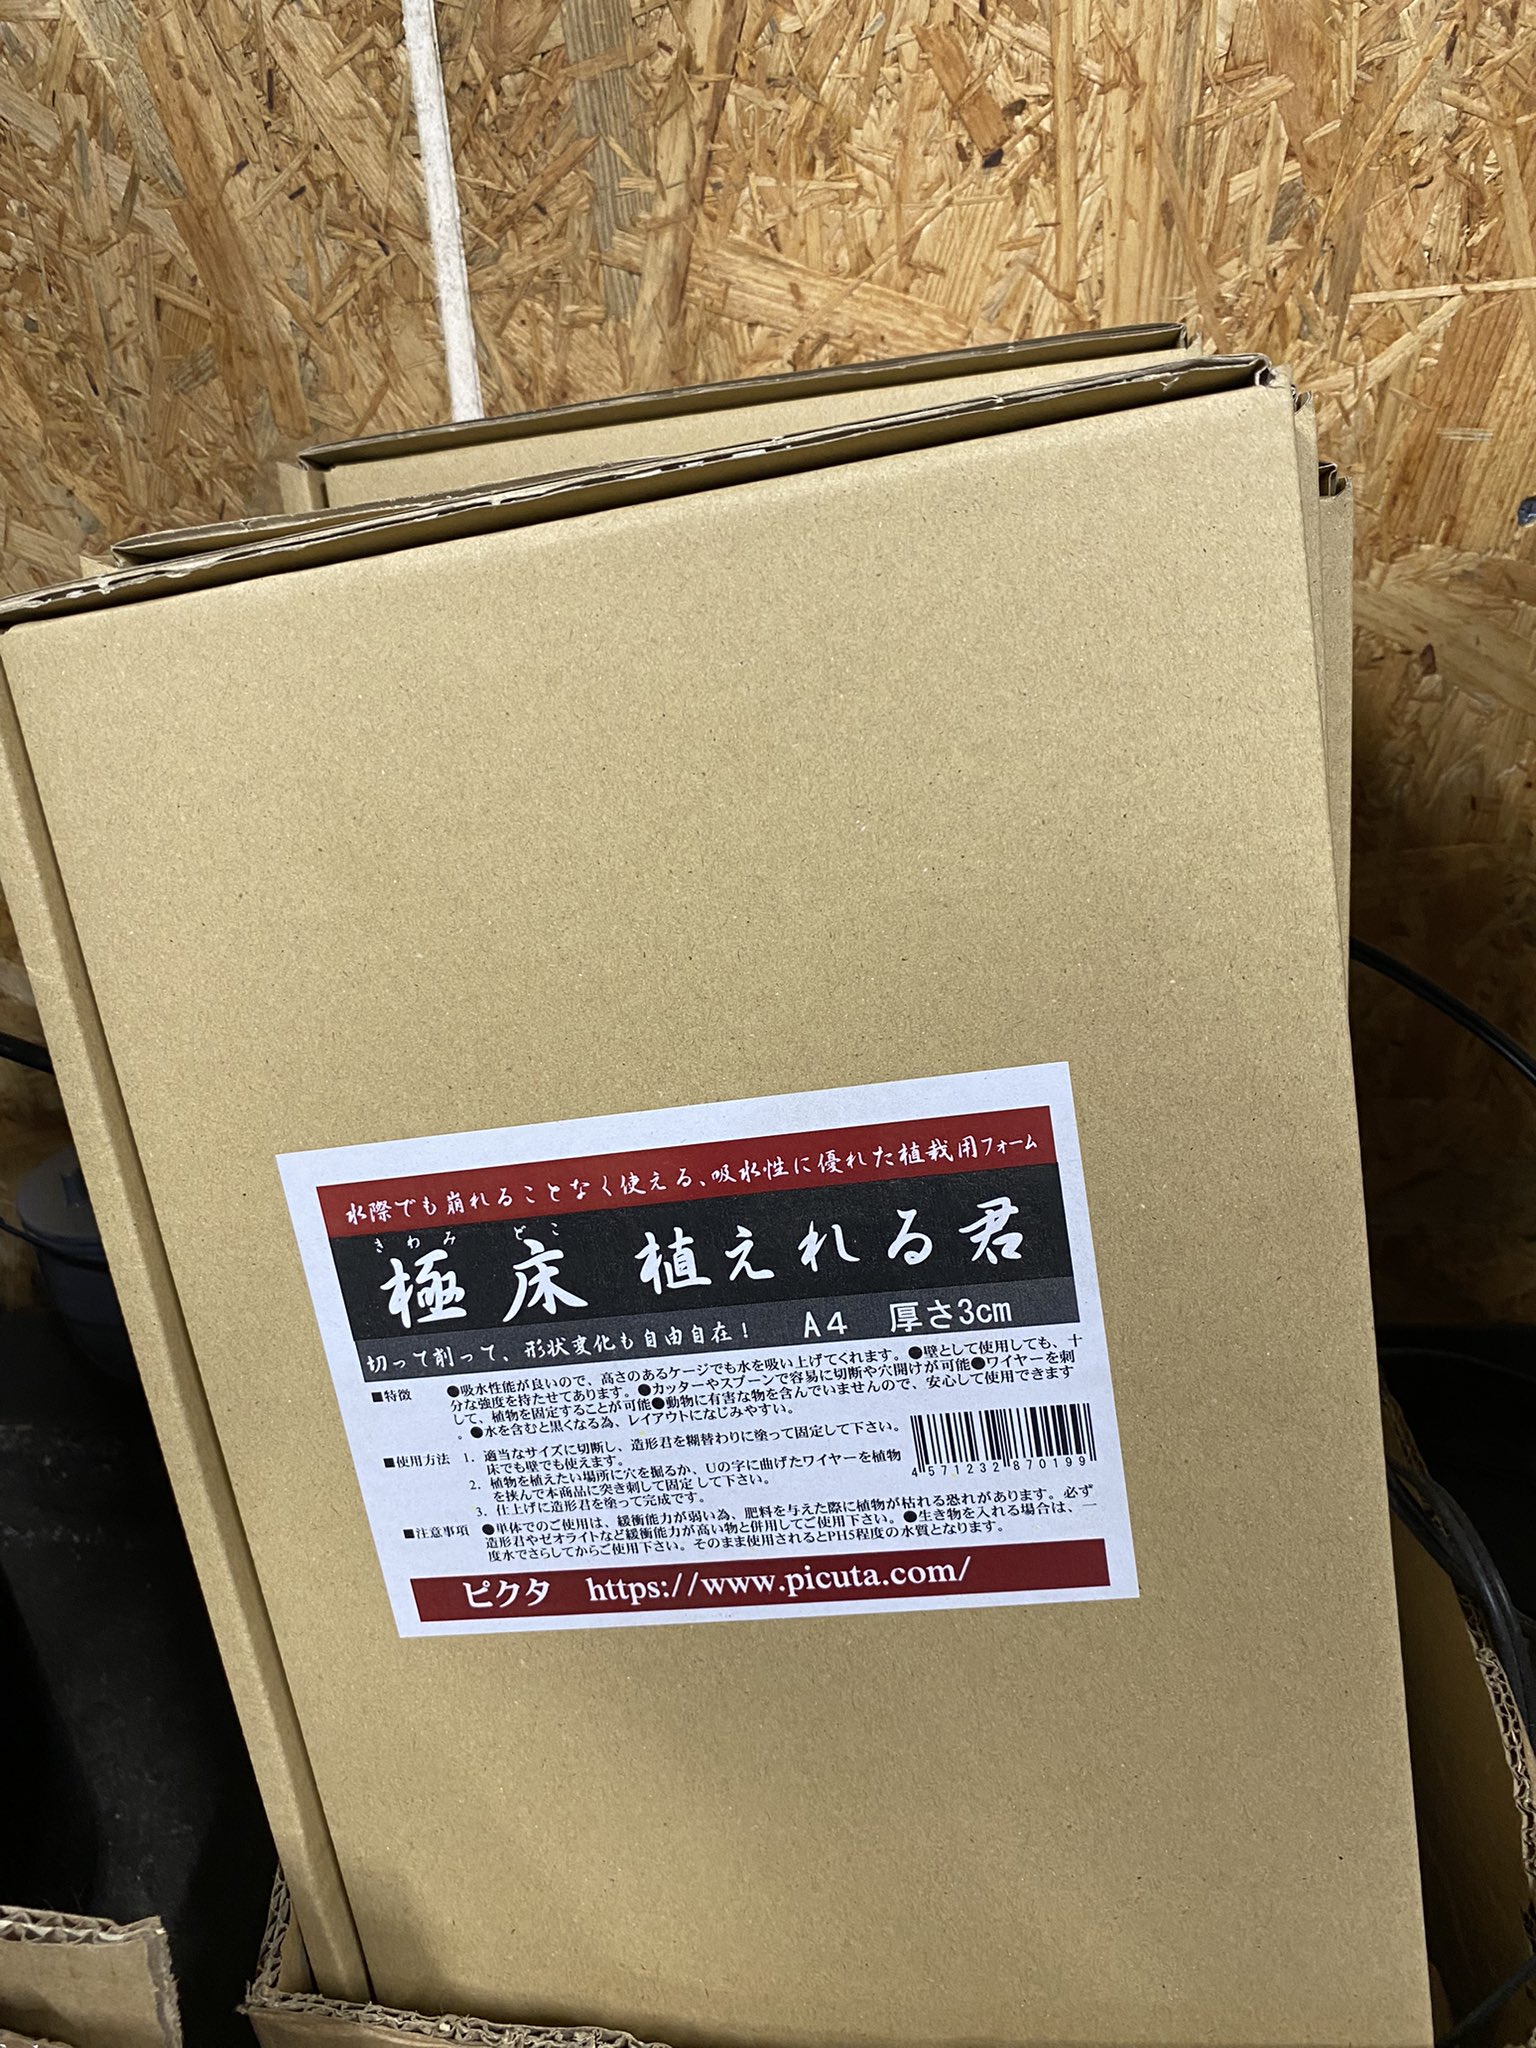 水際でも崩れることなく使える、吸水性に優れた植栽用フォーム
きわみ どこ
極床 植えれる君
切って削って、形状変化も自由自在! A4 厚さ3cm
■特徴 ●吸水性能が良いので、高さのあるケージでも水を吸い上げてくれます。●壁として使用しても、十
分な強度を持たせてあります。●カッターやスプーンで容易に切断や穴開けが可能●ワイヤーを刺
して、植物を固定することが可能●動物に有害な物を含んでいませんので、安心して使用できます
。●水を含むと黒くなる為、レイアウトになじみやすい。
■使用方法 1. 適当なサイズに切断し、造形君を糊替わりに塗って固定して下さい。
床でも壁でも使えます。
2. 植物を植えたい場所に穴を掘るか、Uの字に曲げたワイヤーを植物
を挟んで本商品に突き刺して固定して下さい。
3. 仕上げに造形君を塗って完成です。
4 571232 870199
■注意事項 ●単体でのご使用は、緩衝能力が弱い為、肥料を与えた際に植物が枯れる恐れがあります。必ず
造形君やゼオライトなど緩衝能力が高い物と併用してご使用下さい。●生き物を入れる場合は、一
度水でさらしてからご使用下さい。そのまま使用されるとPH5程度の水質となります。
ピクタ https://www.picuta.com/